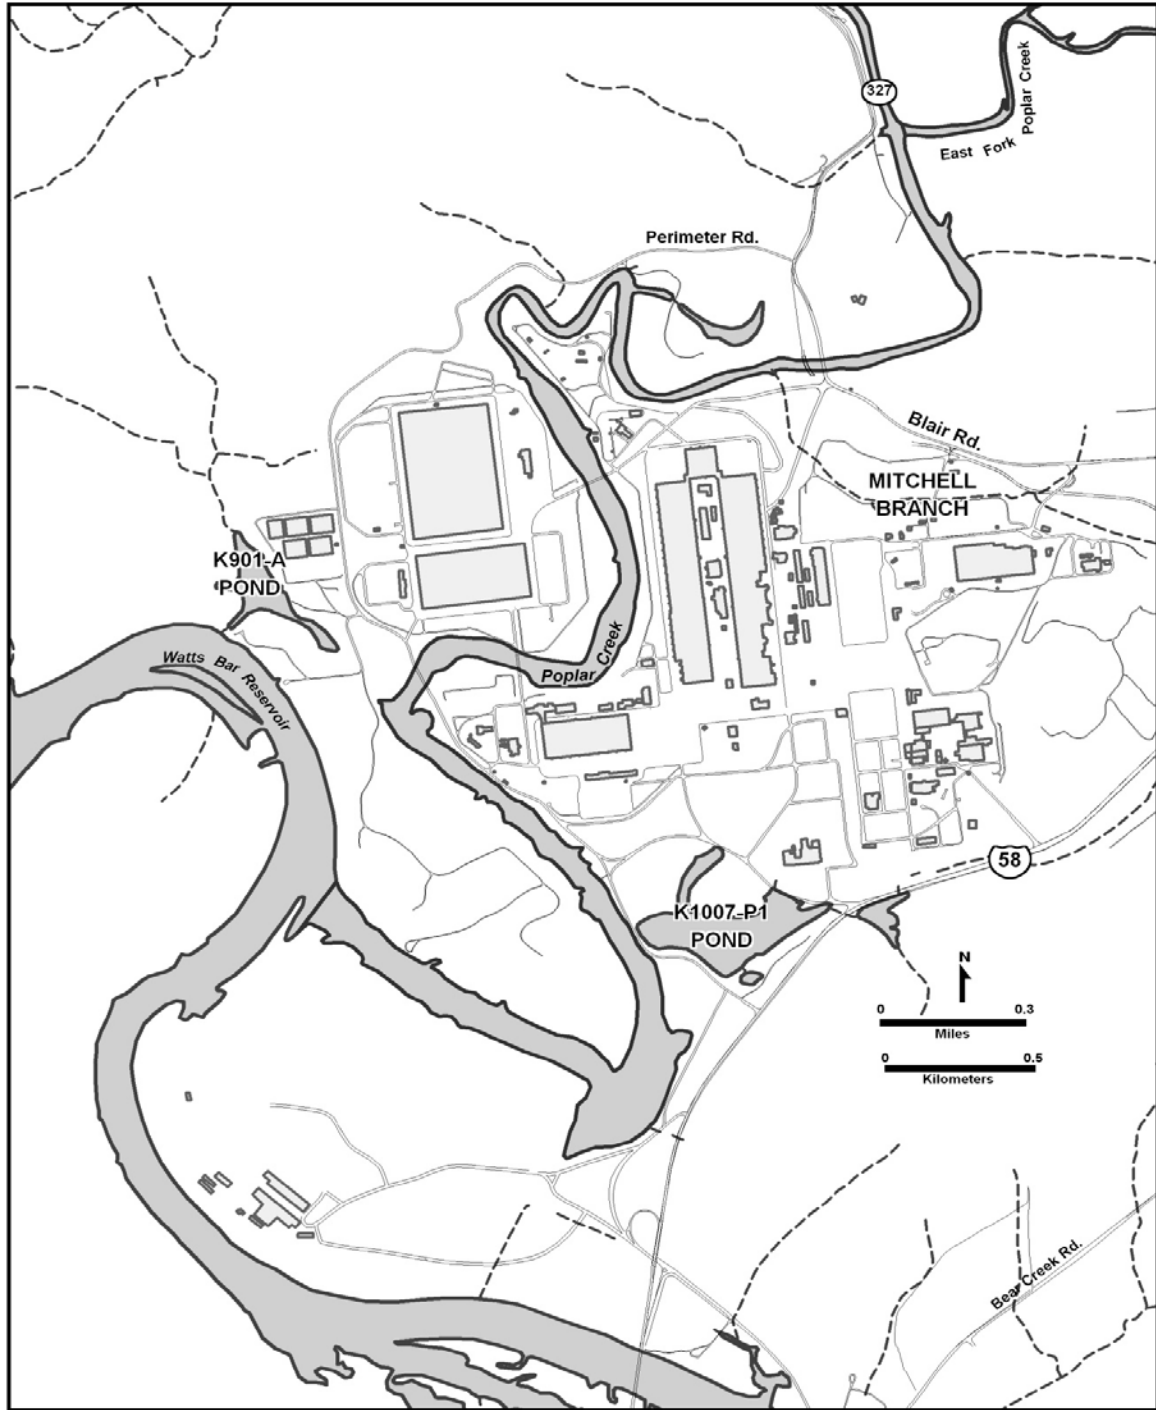 327
East Fork Poplar Creek
Perimeter Rd.
Blair Rd.
MITCHELL
BRANCH
K901-A
POND
Watts Bar Reservoir
Poplar Creek
58
K1007-P1
POND
N
0 0.3
Miles
0 0.5
Kilometers
Bear Creek Rd.